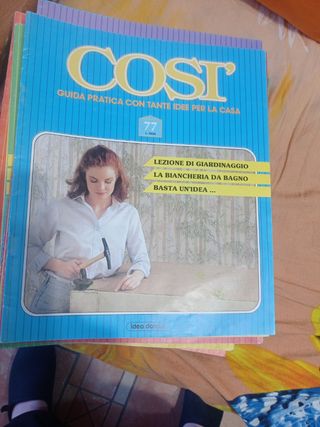 COSI'
GUIDA PRATICA CON TANTE IDEE PER LA CASA
77
LEZIONE DI GIARDINAGGIO
LA BIANCHERIA DA BAGNO
BASTA UN'IDEA ...
idea donna